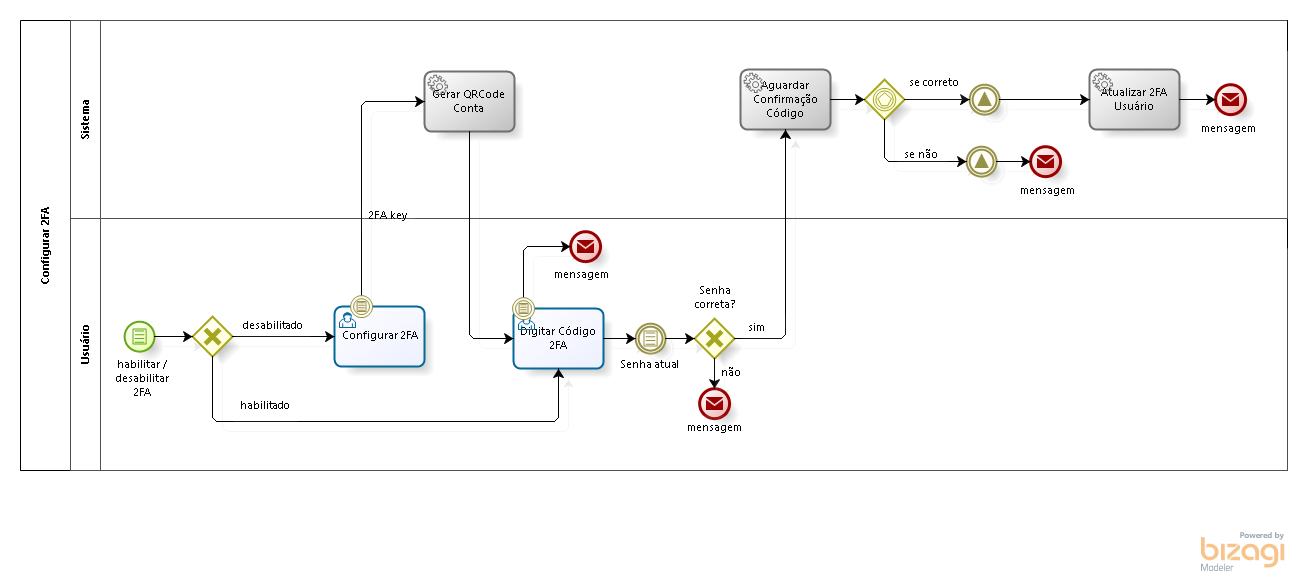 Configurar 2FA
Sistema
Gerar QRCode
Conta
Aguardar
Confirmação
Código
se correto
se não
mensagem
Atualizar 2FA
Usuário
mensagem
2FA key
Usuário
habilitar /
desabilitar
2FA
desabilitado
habilitado
Configurar 2FA
mensagem
Digitar Código
2FA
Senha atual
Senha
correta?
sim
não
mensagem
Powered by
bizagi
Modeler